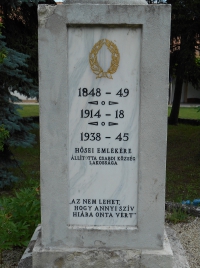 1848 - 49
1914 - 18
1938 - 45
HŐSEI EMLÉKÉRE
ÁLLÍTOTTA CSARDI KÖZSÉG
LAKOSSÁGA
"AZ NEM LEHET,
HOGY ANNYI SZÍV
HIÁBA ONTA VÉRT"